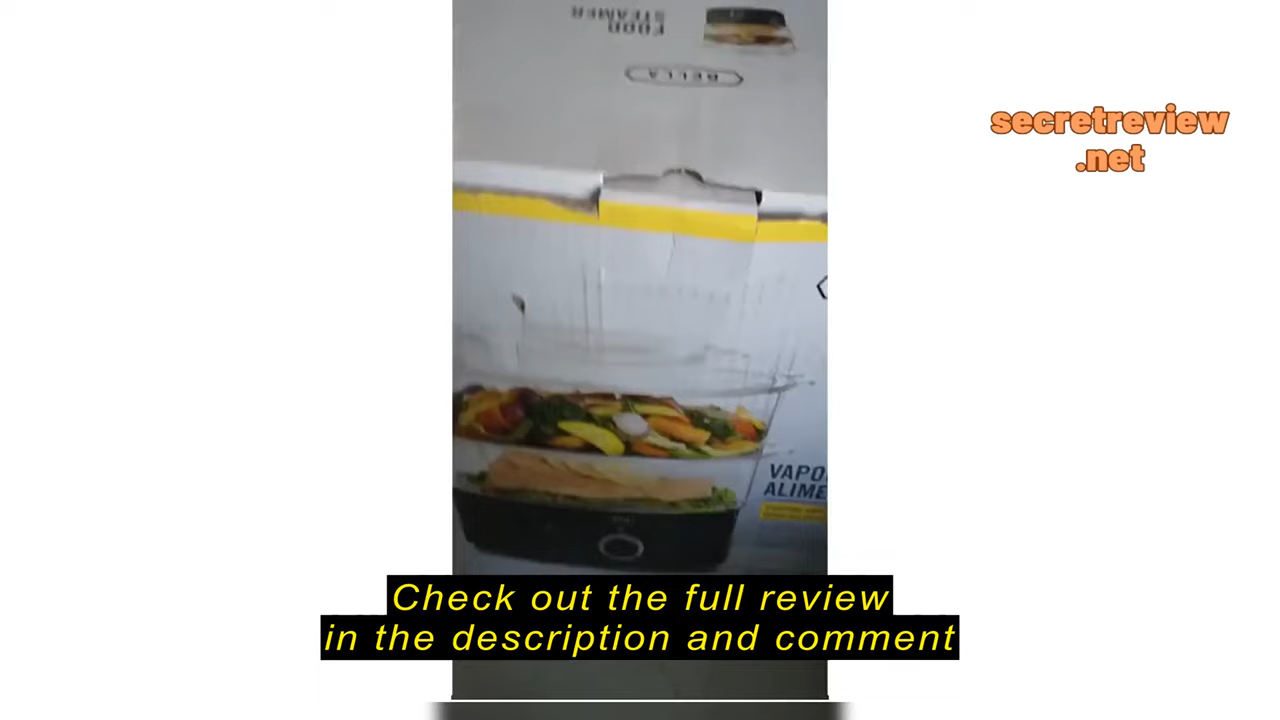 FOOD
STEAMER
BELLA
secretreview
.net
VAPO
ALIME
Check out the full review
in the description and comment